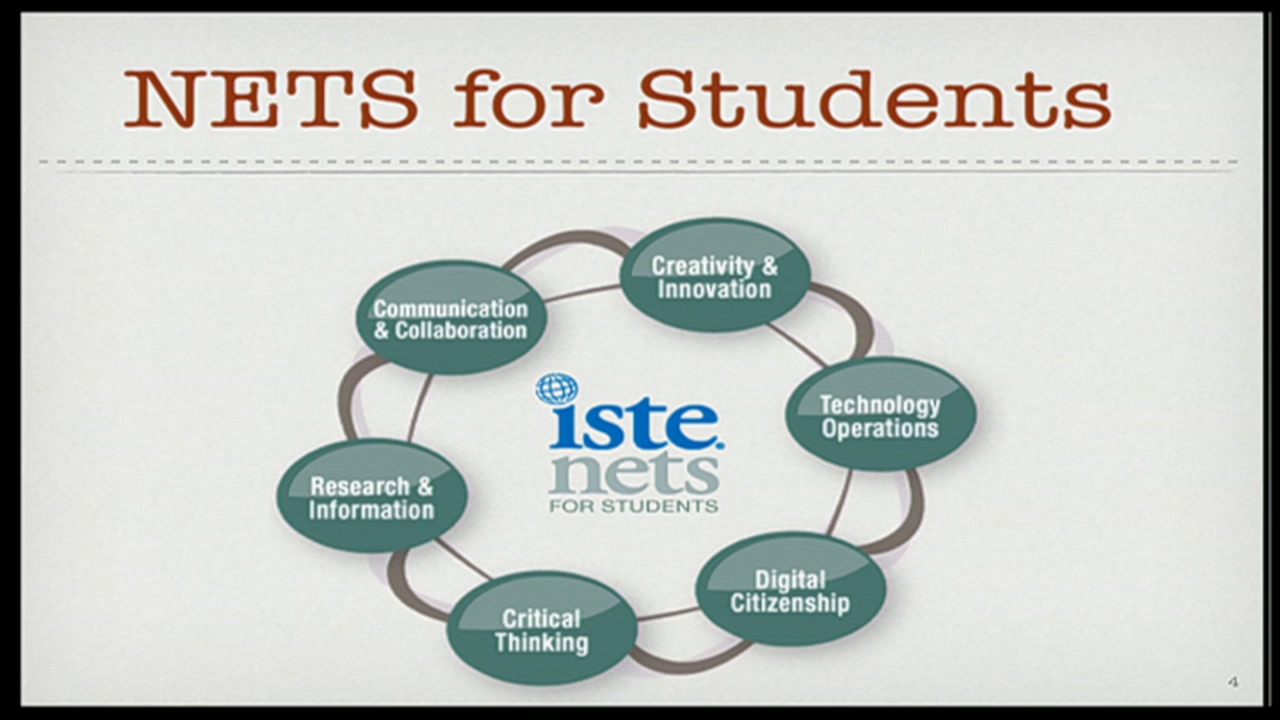 NETS for Students
Creativity &
Innovation
Communication
& Collaboration
Technology
Operations
iste.
nets
FOR STUDENTS
Research &
Information
Digital
Citizenship
Critical
Thinking
4